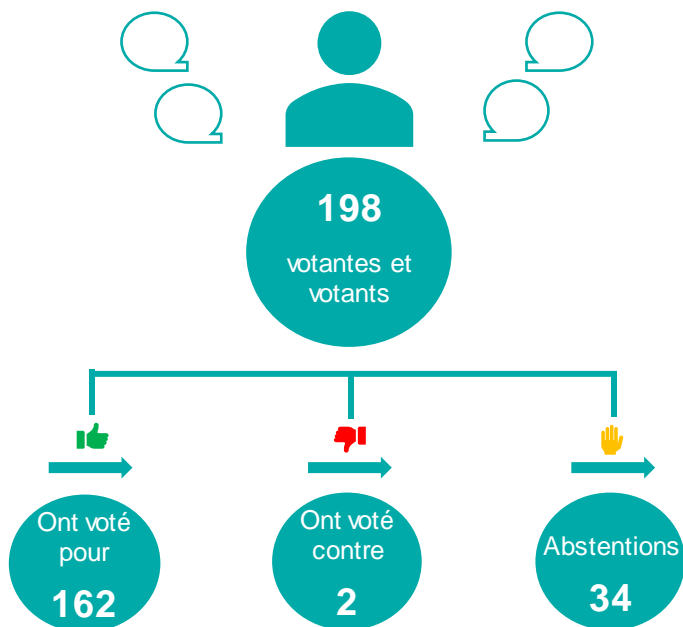 198
votantes et
votants
Ont voté
pour
162
Ont voté
contre
2
Abstentions
34